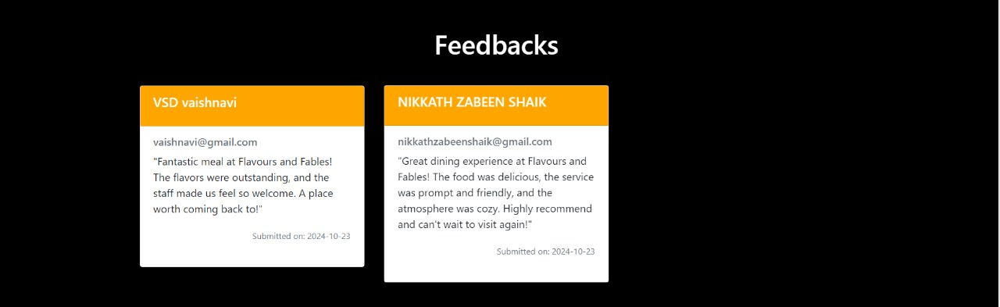 Feedbacks
VSD vaishnavi
vaishnavi@gmail.com
"Fantastic meal at Flavours and Fables!
The flavors were outstanding, and the
staff made us feel so welcome. A place
worth coming back to!"
Submitted on: 2024-10-23
NIKKATH ZABEEN SHAIK
nikkathzabeenshaik@gmail.com
"Great dining experience at Flavours and
Fables! The food was delicious, the service
was prompt and friendly, and the
atmosphere was cozy. Highly recommend
and can't wait to visit again!"
Submitted on: 2024-10-23